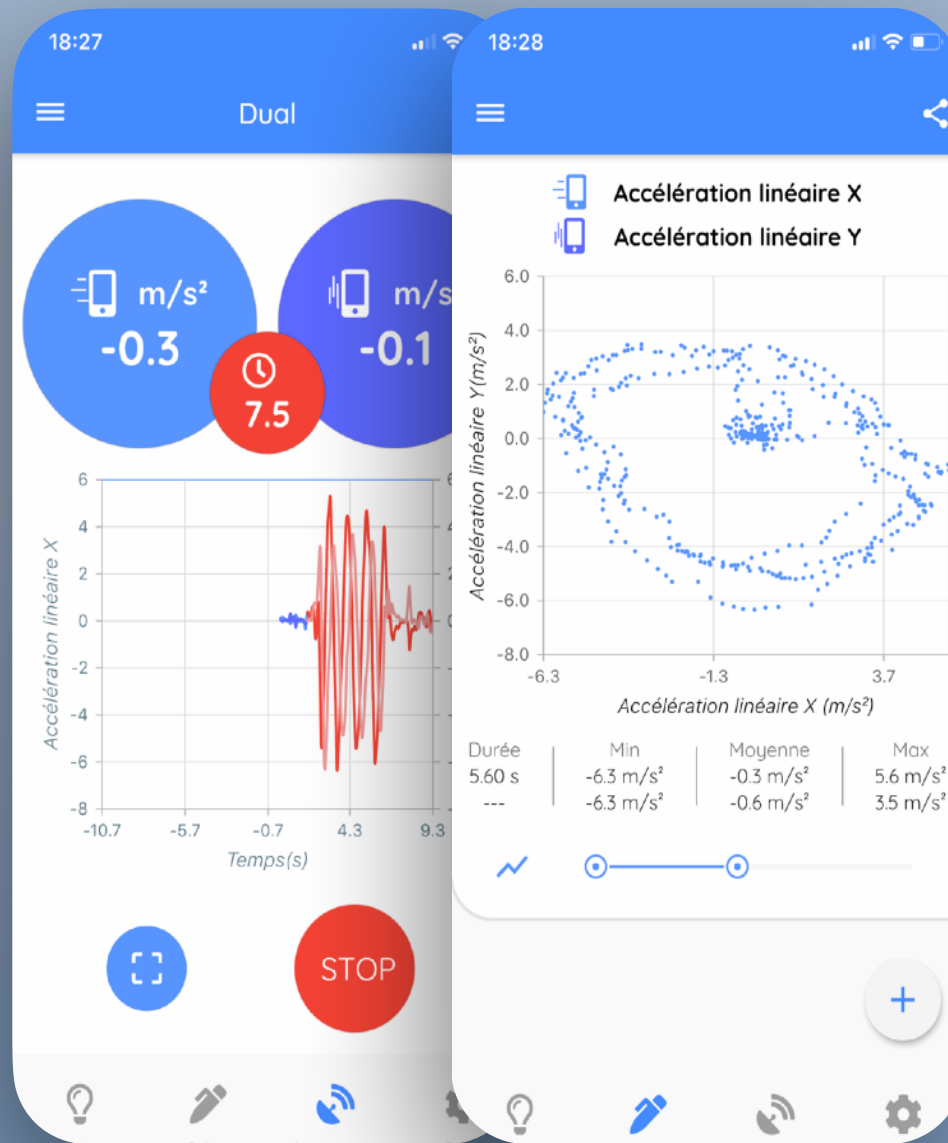 18:27
Dual
m/s²
-0.3
m/s
-0.1
7.5
6
4
2
0
-2
-4
-6
-8
Accélération linéaire X
-10.7 -5.7 -0.7 4.3 9.3
Temps(s)
STOP
18:28
Accélération linéaire X
Accélération linéaire Y
6.0
4.0
2.0
0.0
-2.0
-4.0
-6.0
-8.0
Accélération linéaire Y(m/s²)
-6.3 -1.3 3.7
Accélération linéaire X (m/s²)
Durée Min Moyenne Max
5.60 s -6.3 m/s² -0.3 m/s² 5.6 m/s²
--- -6.3 m/s² -0.6 m/s² 3.5 m/s²